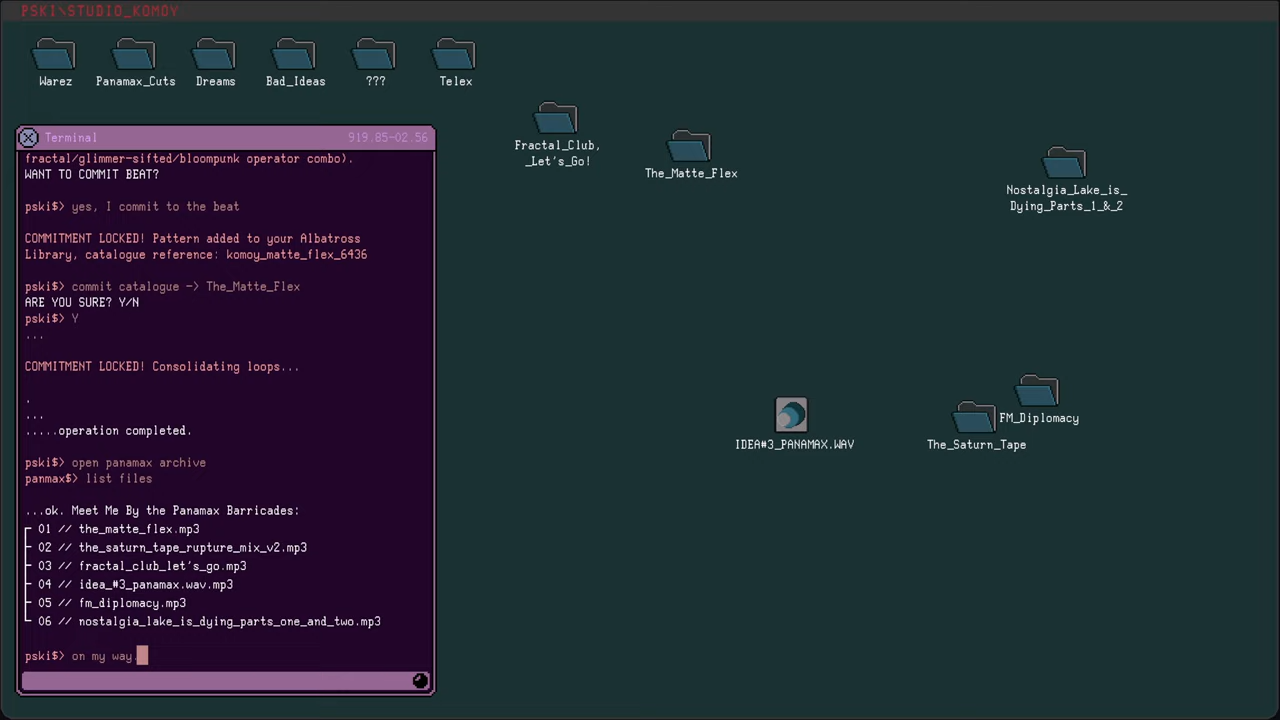 PSKI\STUDIO_KOMOY
Warez
Panamax_Cuts
Dreams
Bad_Ideas
???
Telex
Fractal_Club,
_Let's_Go!
The_Matte_Flex
Nostalgia_Lake_is_
Dying_Parts_1_&_2
IDEA#3_PANAMAX.WAV
FM_Diplomacy
The_Saturn_Tape
Terminal 919.85-02.56
fractal/glimmer-sifted/bloompunk operator combo).
WANT TO COMMIT BEAT?
pski$> yes, I commit to the beat
COMMITMENT LOCKED! Pattern added to your Albatross
Library, catalogue reference: komoy_matte_flex_6436
pski$> commit catalogue -> The_Matte_Flex
ARE YOU SURE? Y/N
pski$> Y
...
COMMITMENT LOCKED! Consolidating loops...
.
...
.....operation completed.
pski$> open panamax archive
panmax$> list files
...ok. Meet Me By the Panamax Barricades:
01 // the_matte_flex.mp3
02 // the_saturn_tape_rupture_mix_v2.mp3
03 // fractal_club_let's_go.mp3
04 // idea_#3_panamax.wav.mp3
05 // fm_diplomacy.mp3
06 // nostalgia_lake_is_dying_parts_one_and_two.mp3
pski$> on my way.